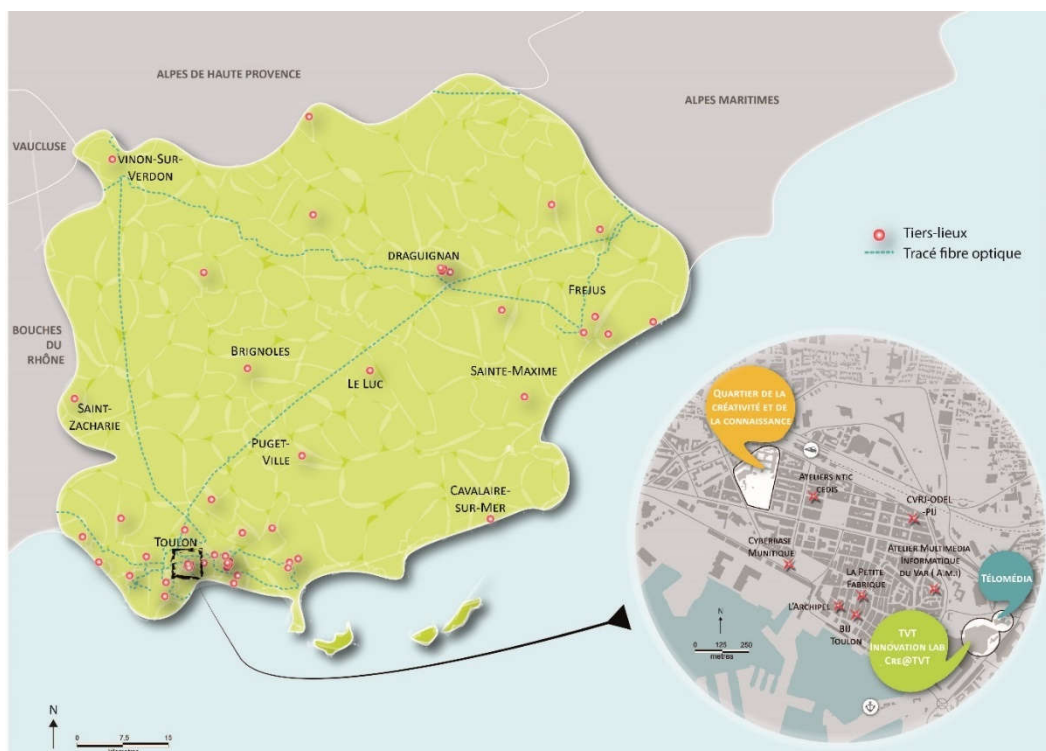 ALPES DE HAUTE PROVENCE
ALPES MARITIMES
VAUCLUSE
VINON-SUR-
VERDON
Tiers-lieux
Tracé fibre optique
DRAGUIGNAN
FREJUS
BOUCHES
DU
RHÔNE
BRIGNOLES
LE LUC
SAINTE-MAXIME
SAINT-
ZACHARIE
PUGET-
VILLE
CAVALAIRE-
SUR-MER
TOULON
QUARTIER DE LA
CRÉATIVITÉ ET DE
LA CONNAISSANCE
ATELIERS NTIC
CEDIS
CVRJ-ODEL
-PIJ
CYBERBASE
MUNITIQUE
ATELIER MULTIMEDIA
INFORMATIQUE
DU VAR ( A.M.I)
LA PETITE
FABRIQUE
TÉLOMÉDIA
L'ARCHIPEL
BIJ
TOULON
TVT
INNOVATION LAB
CRE@TVT
N
0 125 250
metres
N
0 7.5 15
kilometres